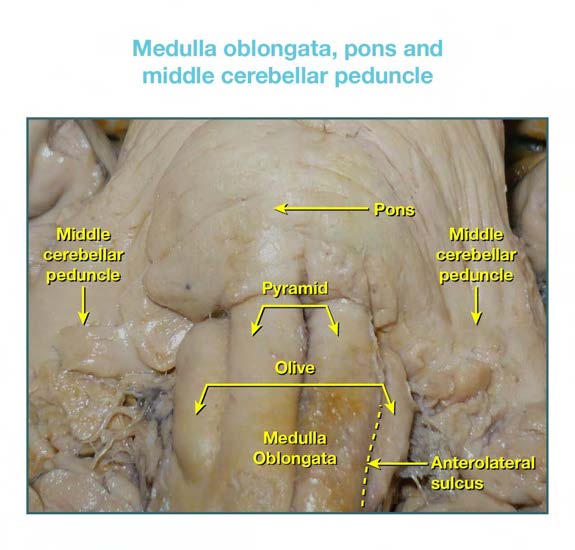 Medulla oblongata, pons and
middle cerebellar peduncle
Pons
Middle
cerebellar
peduncle
Middle
cerebellar
peduncle
Pyramid
Olive
Medulla
Oblongata
Anterolateral
sulcus